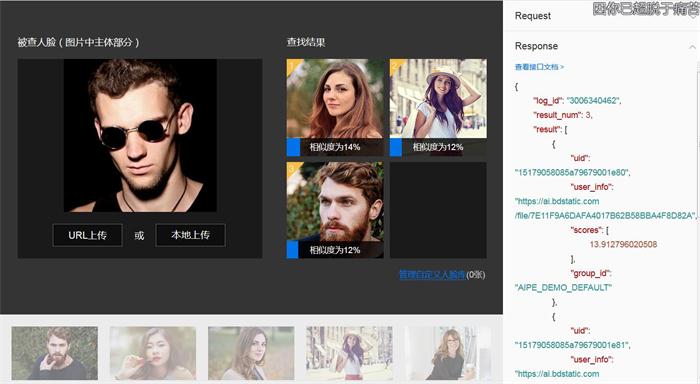 因你已超脱于痛苦
被查人脸（图片中主体部分）
URL上传
或
本地上传
查找结果
1
相似度为14%
2
相似度为12%
3
相似度为12%
管理自定义人脸库(0张)
Request
Response
查看接口文档 >
{
"log_id": "3006340462",
"result_num": 3,
"result": [
{
"uid":
"15179058085a79679001e80",
"user_info":
"https://ai.bdstatic.com
/file/7E11F9A6DAFA4017B62B58BBA4F8D82A",
"scores": [
13.912796020508
],
"group_id":
"AIPE_DEMO_DEFAULT"
},
{
"uid":
"15179058085a79679001e81",
"user_info":
"https://ai.bdstatic.com